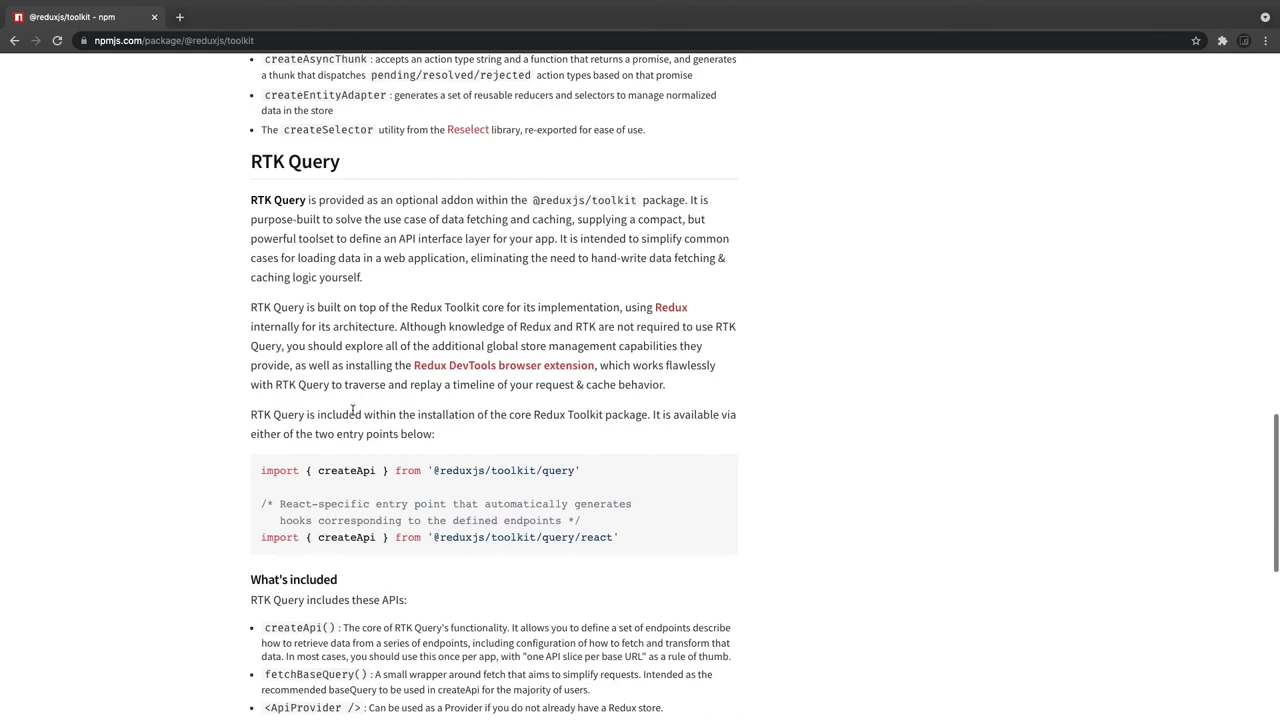 @reduxjs/toolkit - npm
npmjs.com/package/@reduxjs/toolkit
createAsyncThunk : accepts an action type string and a function that returns a promise, and generates
a thunk that dispatches pending/resolved/rejected action types based on that promise
createEntityAdapter : generates a set of reusable reducers and selectors to manage normalized
data in the store
The createSelector utility from the Reselect library, re-exported for ease of use.
RTK Query
RTK Query is provided as an optional addon within the @reduxjs/toolkit package. It is
purpose-built to solve the use case of data fetching and caching, supplying a compact, but
powerful toolset to define an API interface layer for your app. It is intended to simplify common
cases for loading data in a web application, eliminating the need to hand-write data fetching &
caching logic yourself.
RTK Query is built on top of the Redux Toolkit core for its implementation, using Redux
internally for its architecture. Although knowledge of Redux and RTK are not required to use RTK
Query, you should explore all of the additional global store management capabilities they
provide, as well as installing the Redux DevTools browser extension, which works flawlessly
with RTK Query to traverse and replay a timeline of your request & cache behavior.
RTK Query is included within the installation of the core Redux Toolkit package. It is available via
either of the two entry points below:
import { createApi } from '@reduxjs/toolkit/query'
/* React-specific entry point that automatically generates
hooks corresponding to the defined endpoints */
import { createApi } from '@reduxjs/toolkit/query/react'
What's included
RTK Query includes these APIs:
createApi() : The core of RTK Query's functionality. It allows you to define a set of endpoints describe
how to retrieve data from a series of endpoints, including configuration of how to fetch and transform that
data. In most cases, you should use this once per app, with "one API slice per base URL" as a rule of thumb.
fetchBaseQuery() : A small wrapper around fetch that aims to simplify requests. Intended as the
recommended baseQuery to be used in createApi for the majority of users.
<ApiProvider /> : Can be used as a Provider if you do not already have a Redux store.